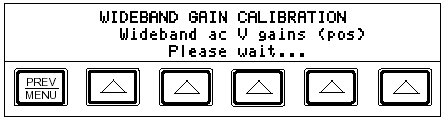 WIDEBAND GAIN CALIBRATION
Wideband ac V gains (pos)
Please wait...
PREV
MENU